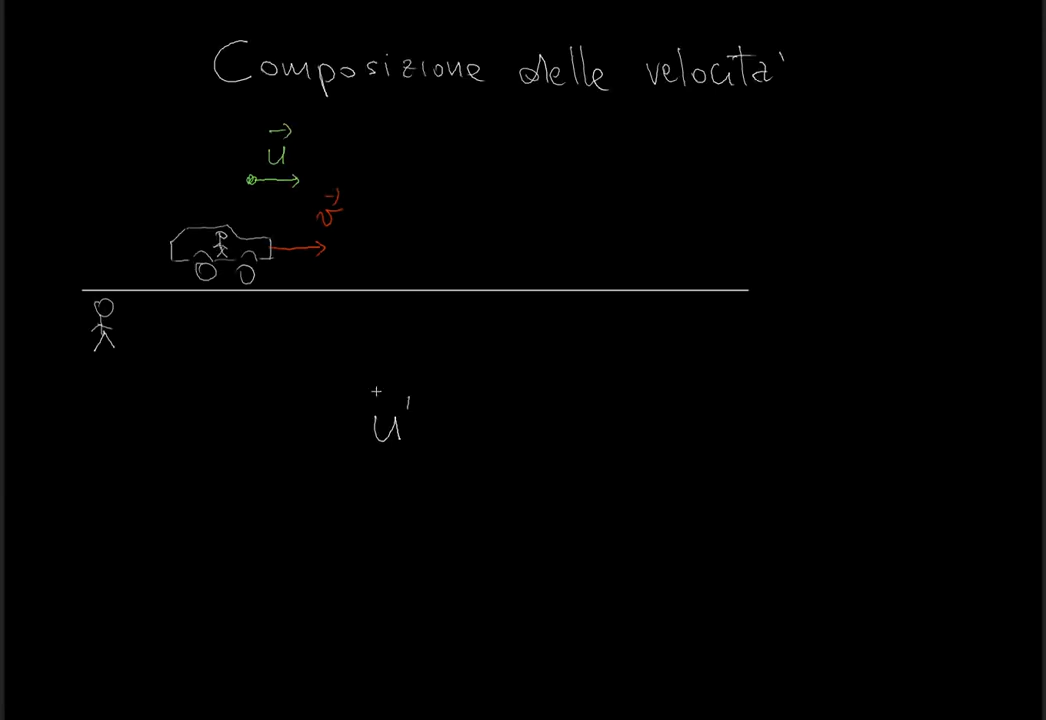 Composizione delle velocita'
→
u
→
v
u'